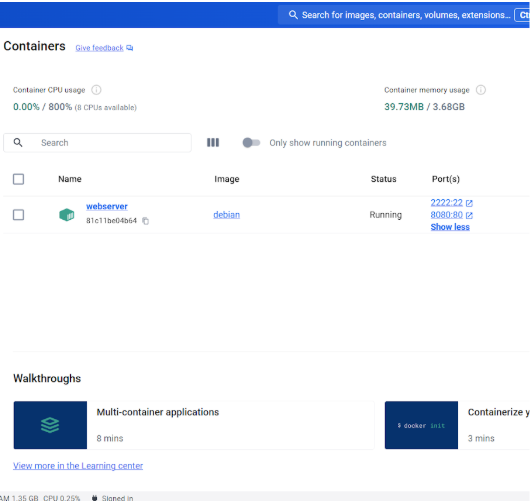 Search for images, containers, volumes, extensions...
Containers Give feedback
Container CPU usage
0.00% / 800% (8 CPUs available)
Container memory usage
39.73MB / 3.68GB
Search
Only show running containers
Name Image Status Port(s)
webserver
81c11be04b64
debian
Running
2222:22
8080:80
Show less
Walkthroughs
Multi-container applications
8 mins
$ docker init
Containerize y
3 mins
View more in the Learning center
AM 1.35 GB CPU 0.25% Signed in